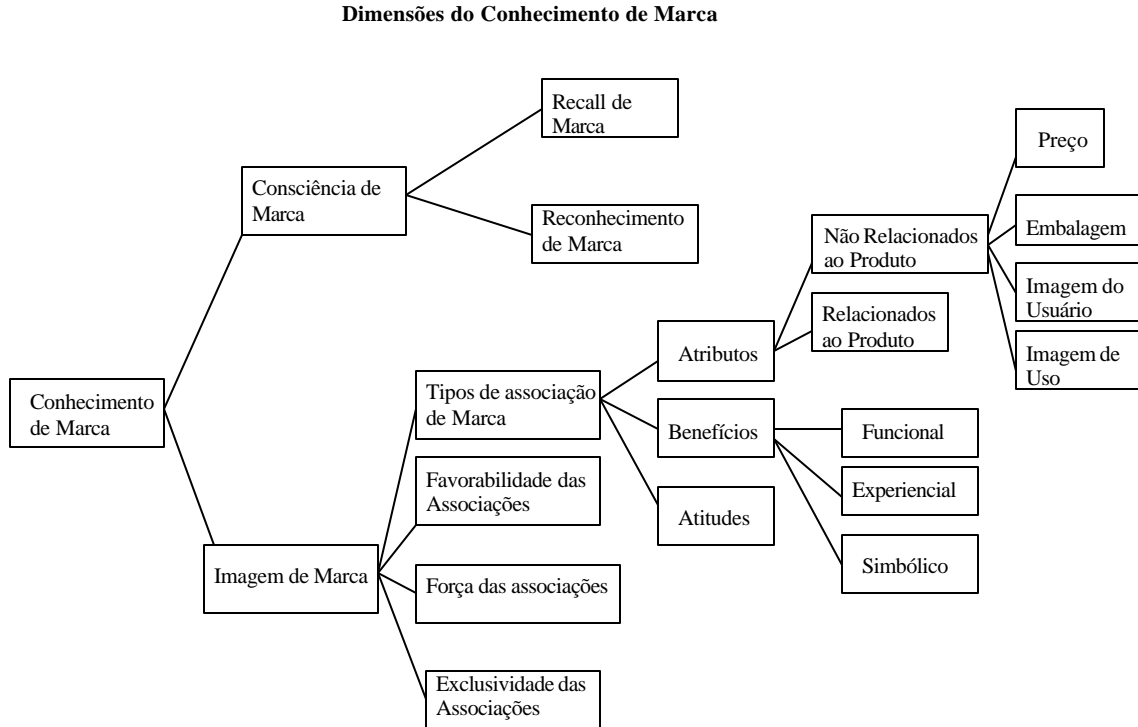 Dimensões do Conhecimento de Marca
Recall de
Marca
Preço
Consciência de
Marca
Reconhecimento
de Marca
Não Relacionados
ao Produto
Embalagem
Imagem do
Usuário
Relacionados
ao Produto
Atributos
Imagem de
Uso
Conhecimento
de Marca
Tipos de associação
de Marca
Benefícios
Funcional
Favorabilidade das
Associações
Experiencial
Atitudes
Imagem de Marca
Simbólico
Força das associações
Exclusividade das
Associações